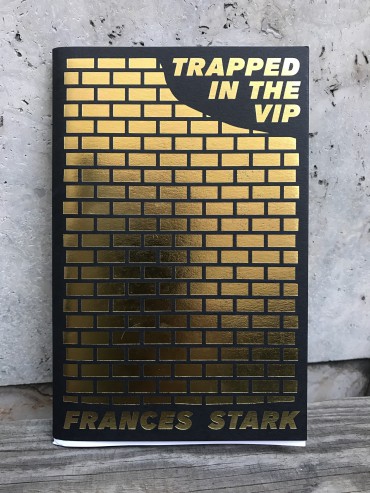 TRAPPED
IN THE
VIP
FRANCES STARK